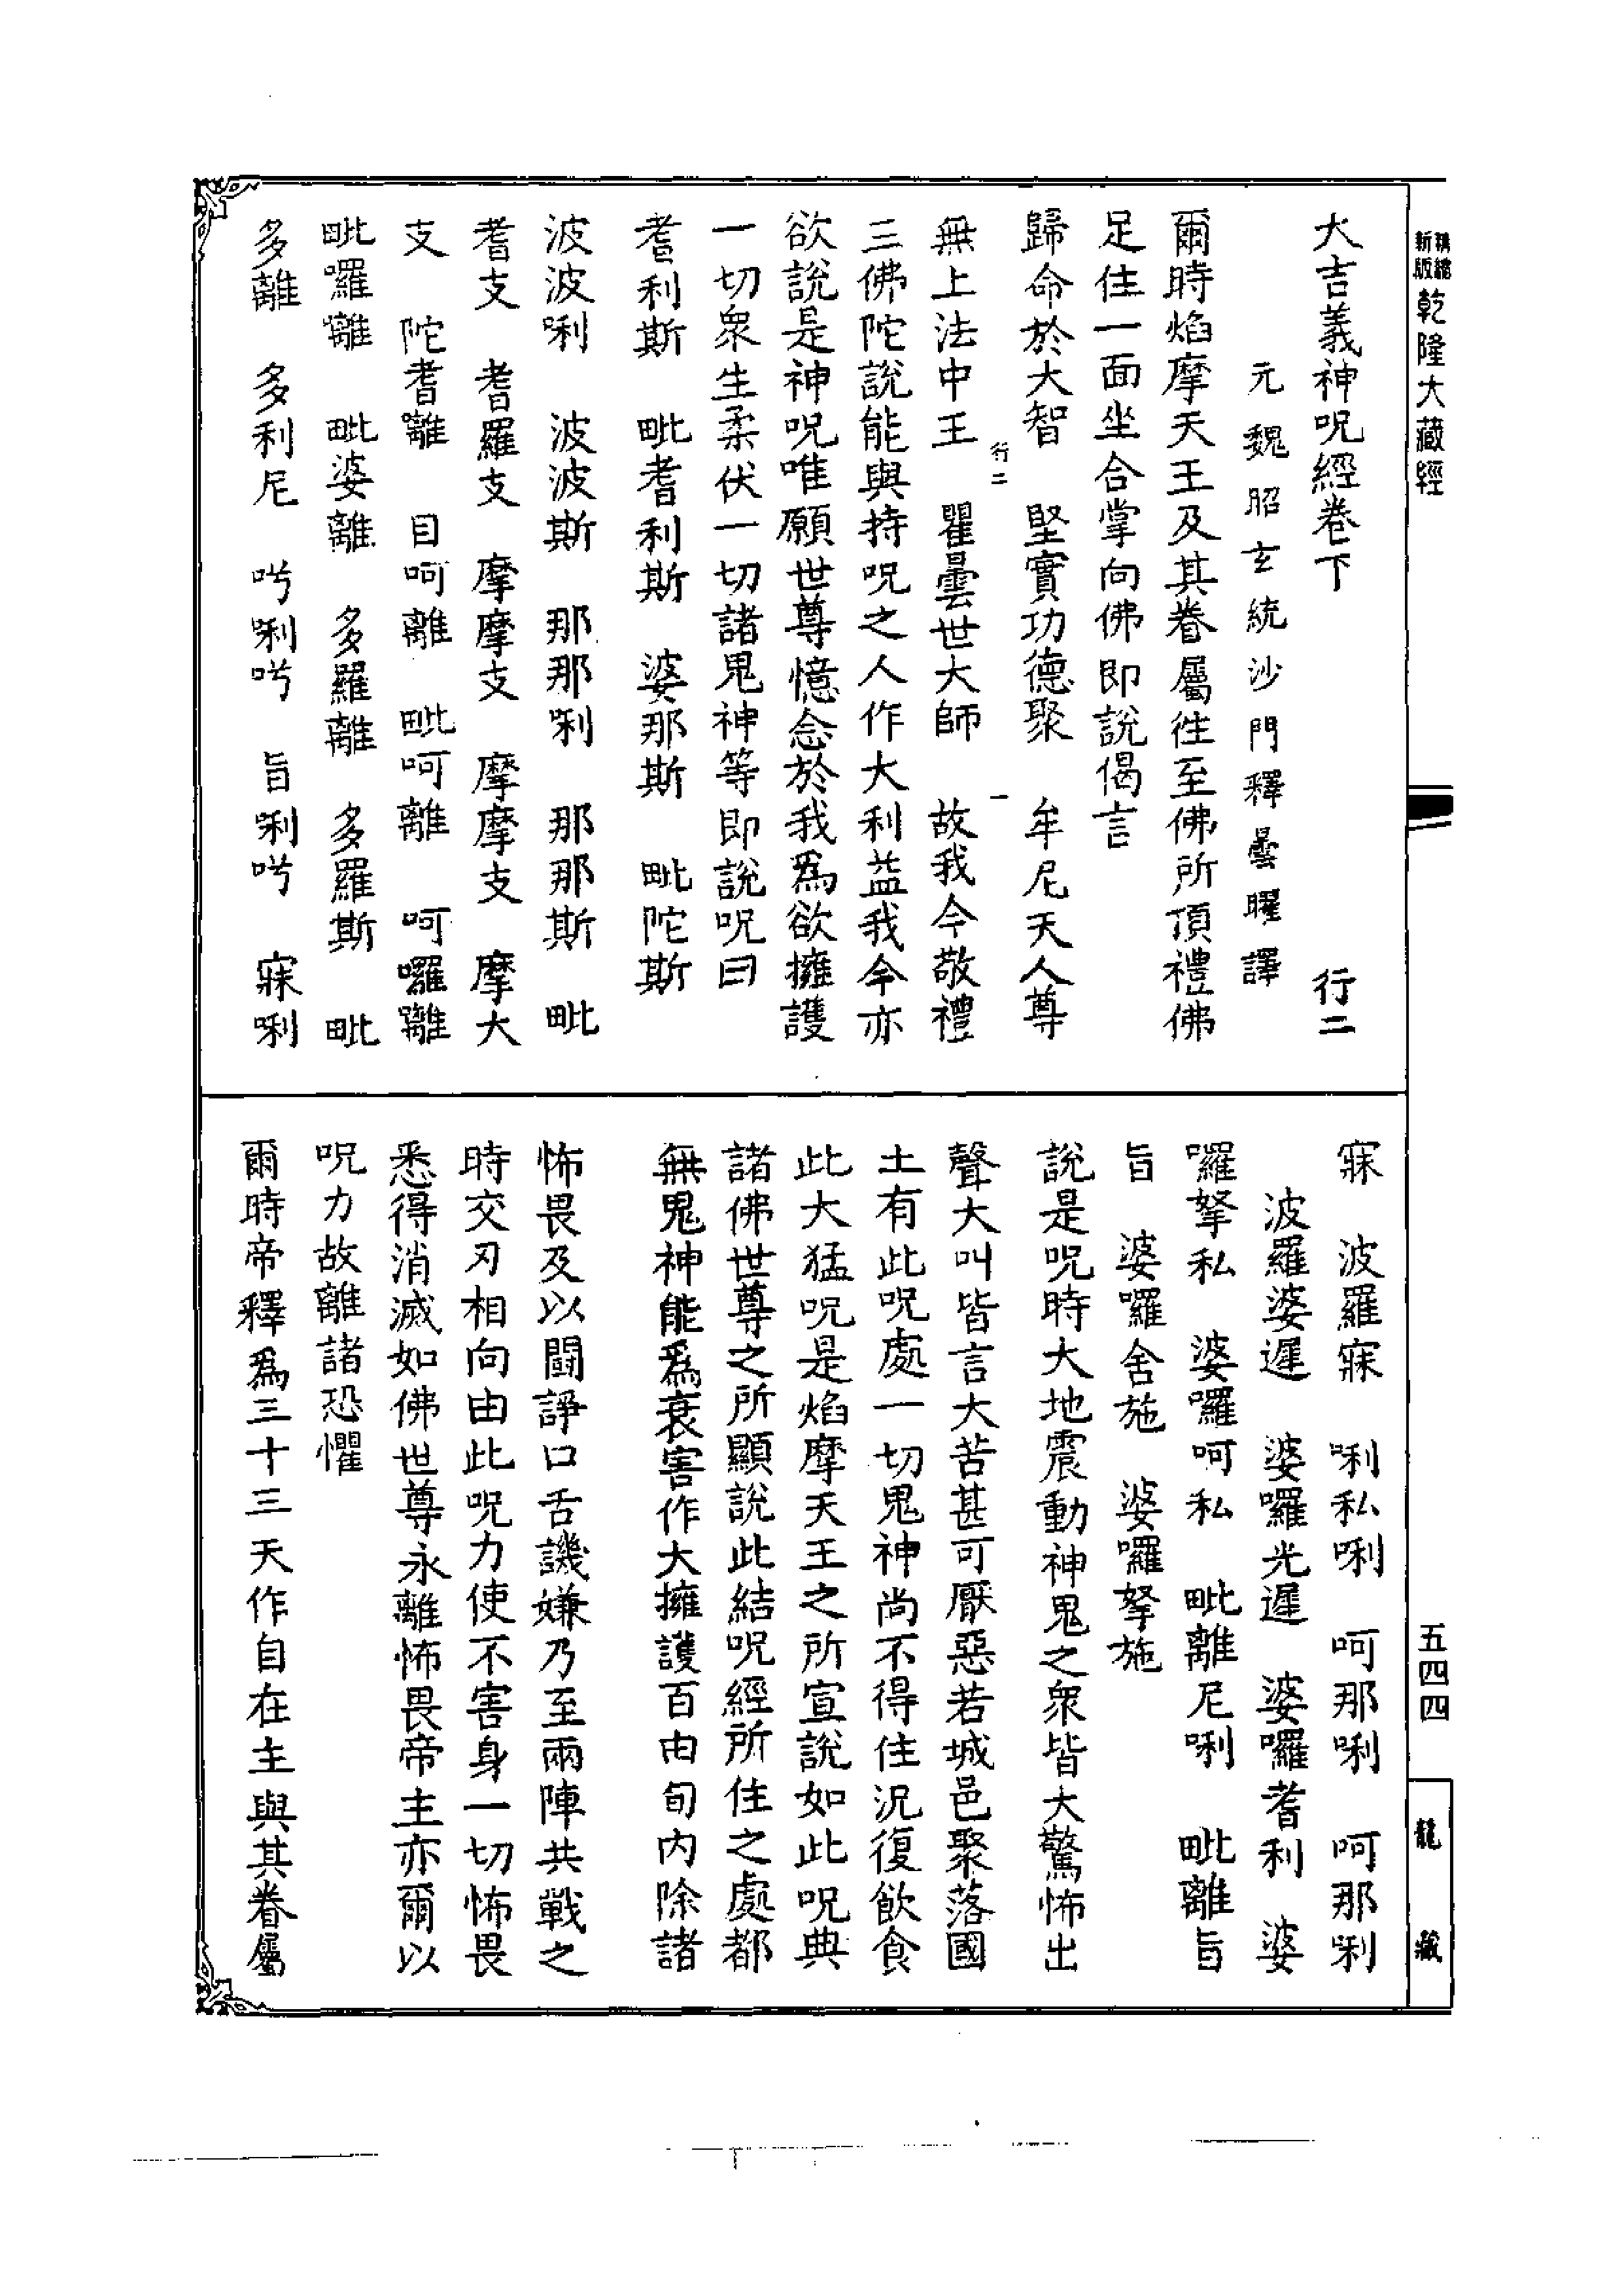 精縮新版乾隆大藏經
五四四
龍藏
大吉義神呪經卷下 行二
元魏昭玄統沙門釋曇曜譯
爾時焰摩天王及其眷屬徃至佛所頂禮佛
足住一面坐合掌向佛即說偈言
歸命於大智 堅實功德聚 牟尼天人尊
行二 一
無上法中王 瞿曇世大師 故我今敬禮
三佛陀說能與持呪之人作大利益我今亦
欲說是神呪唯願世尊憶念於我爲欲擁護
一切衆生柔伏一切諸鬼神等即說呪曰
耆利斯 毗耆利斯 婆那斯 毗陀斯
波波唎 波波斯 那那唎 那那斯 毗
耆支 耆羅支 摩摩支 摩摩支 摩大
支 陀耆離 目呵離 毗呵離 呵囉離
毗囉離 毗婆離 多羅離 多羅斯 毗
多離 多利尼 吽唎吽 旨唎吽 寐唎
寐 波羅寐 唎私唎 呵那唎 呵那唎
波羅婆遲 婆囉光遲 婆囉耆利 婆
囉拏私 婆囉呵私 毗離尼唎 毗離旨
旨 婆囉舍施 婆囉拏施
說是呪時大地震動神鬼之衆皆大驚怖出
聲大叫皆言大苦甚可厭惡若城邑聚落國
土有此呪處一切鬼神尚不得住況復飲食
此大猛呪是焰摩天王之所宣說如此呪典
諸佛世尊之所顯說此結呪經所住之處都
無鬼神能爲衰害作大擁護百由旬內除諸
怖畏及以鬪諍口舌譏嫌乃至兩陣共戰之
時交刃相向由此呪力使不害身一切怖畏
悉得消滅如佛世尊永離怖畏帝主亦爾以
呪力故離諸恐懼
爾時帝釋爲三十三天作自在主與其眷屬